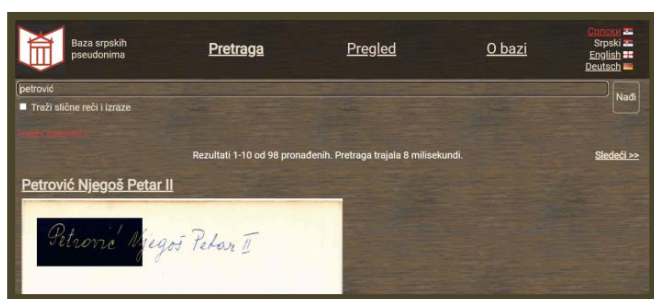 Baza srpskih
pseudonima
Pretraga
Pregled
O bazi
Српски
Srpski
English
Deutsch
petrović
Nađi
Traži slične reči i izraze
Rezultati 1-10 od 98 pronađenih. Pretraga trajala 8 milisekundi.
Sledeći >>
Petrović Njegoš Petar II
Petrović Njegoš Petar II